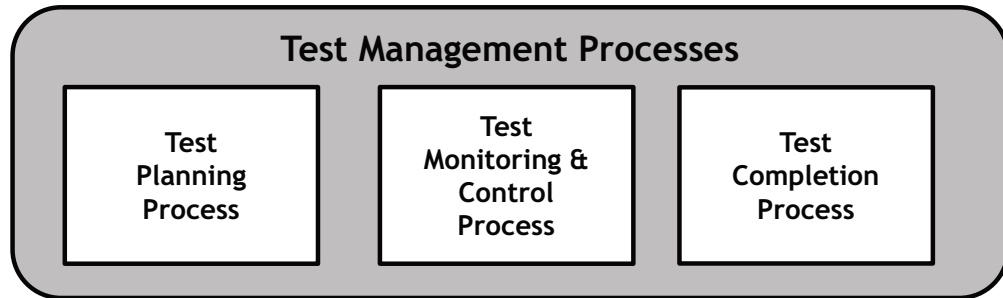 Test Management Processes
Test
Planning
Process
Test
Monitoring &
Control
Process
Test
Completion
Process